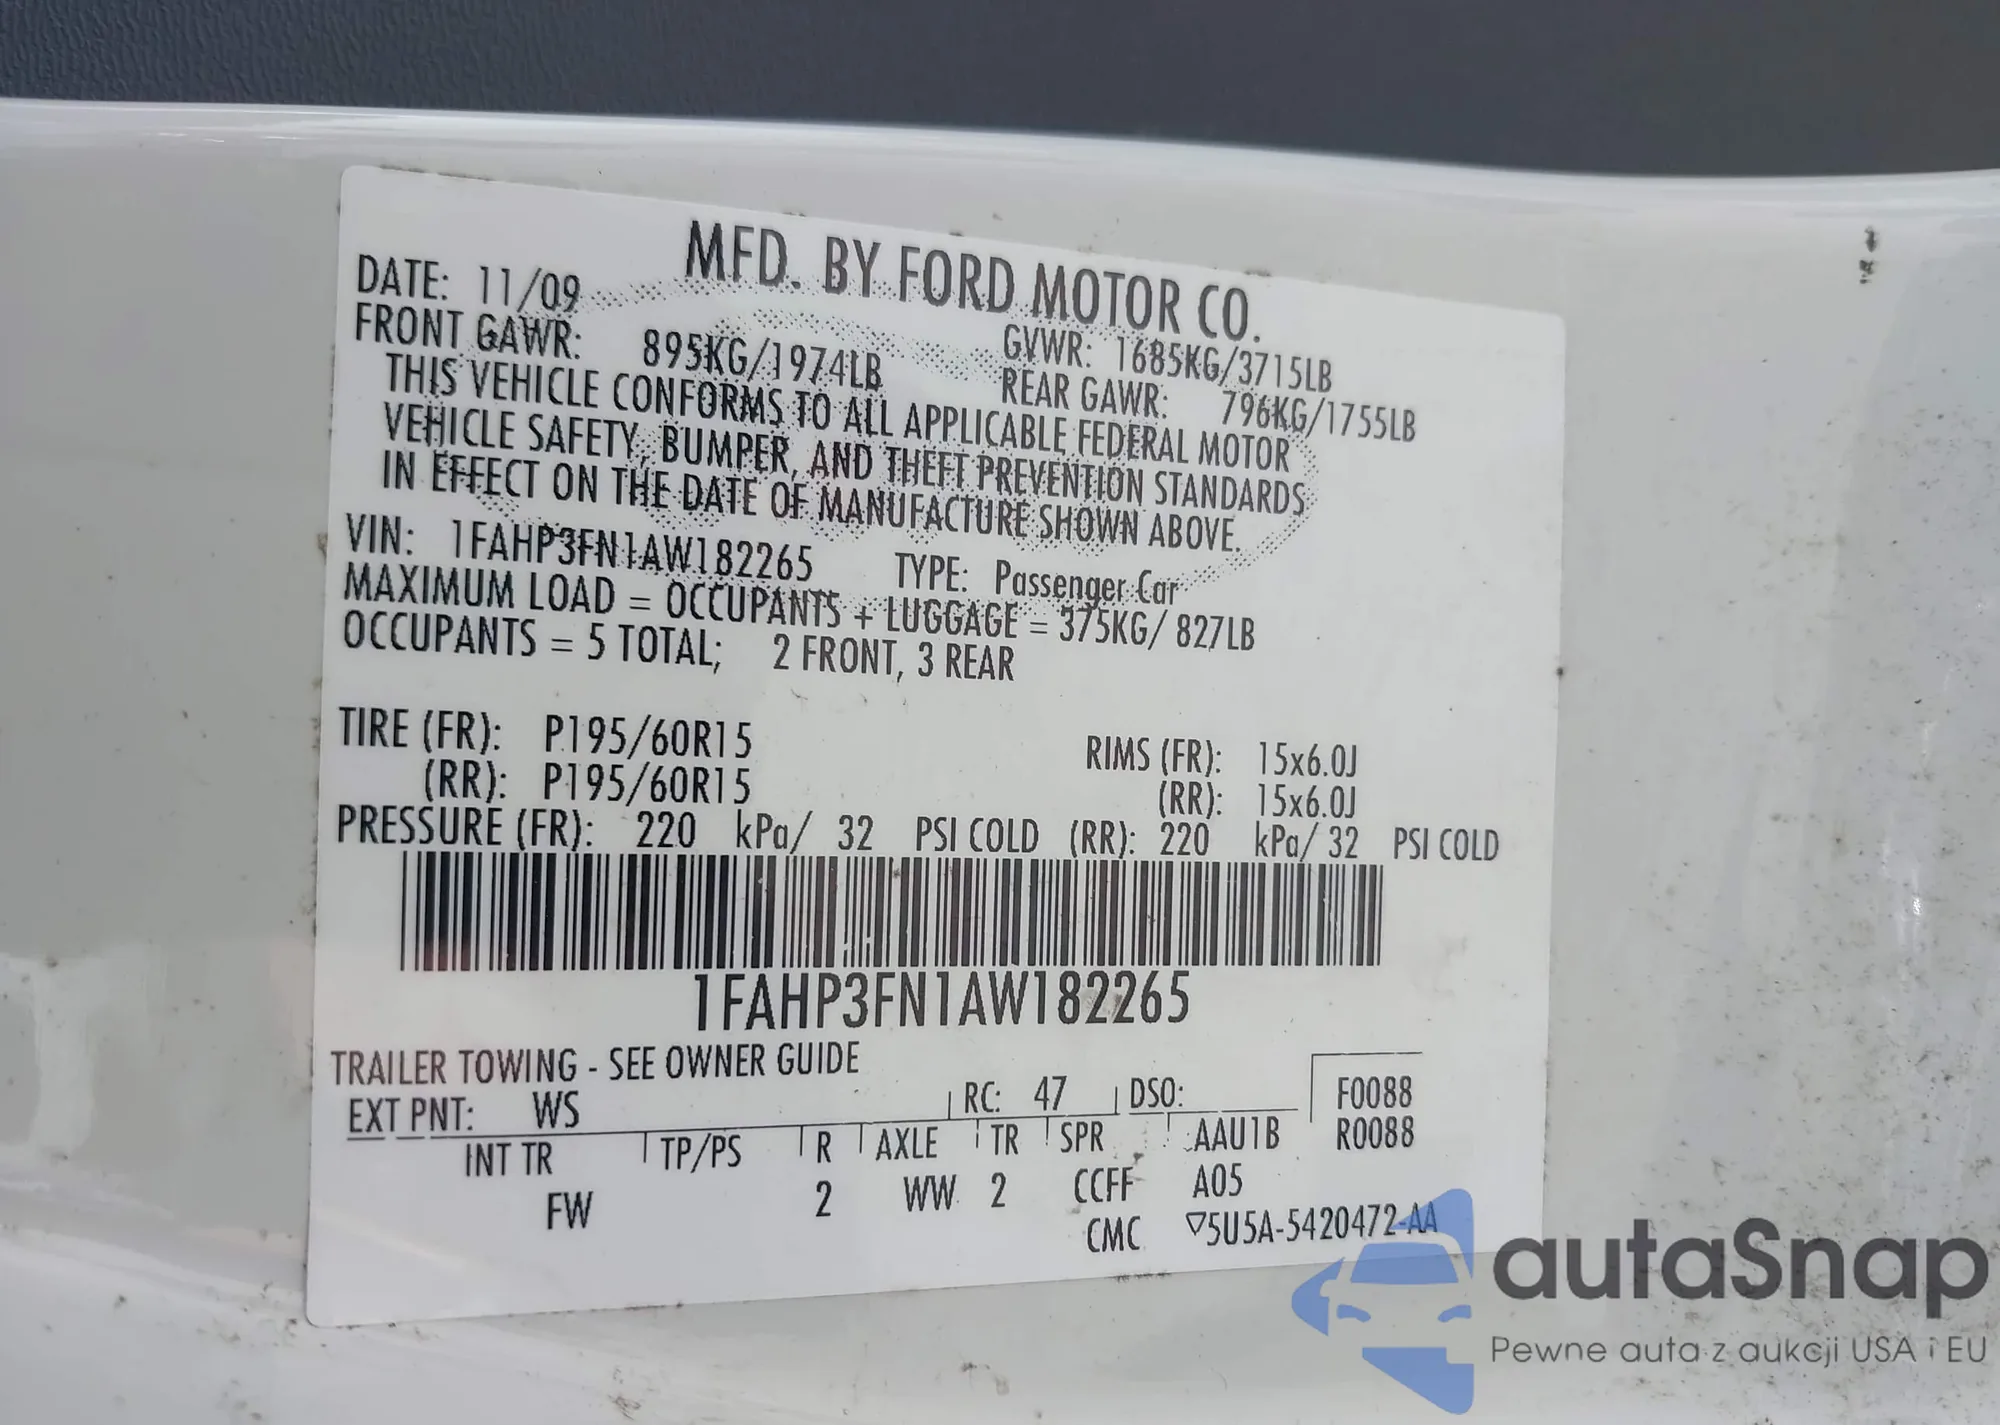 MFD. BY FORD MOTOR CO.
DATE: 11/09 GVWR: 1685KG/3715LB
FRONT GAWR: 895KG/1974LB REAR GAWR: 796KG/1755LB
THIS VEHICLE CONFORMS TO ALL APPLICABLE FEDERAL MOTOR
VEHICLE SAFETY, BUMPER, AND THEFT PREVENTION STANDARDS
IN EFFECT ON THE DATE OF MANUFACTURE SHOWN ABOVE.
VIN: 1FAHP3FN1AW182265 TYPE: Passenger Car
MAXIMUM LOAD = OCCUPANTS + LUGGAGE = 375KG/ 827LB
OCCUPANTS = 5 TOTAL; 2 FRONT, 3 REAR
TIRE (FR): P195/60R15 RIMS (FR): 15x6.0J
(RR): P195/60R15 (RR): 15x6.0J
PRESSURE (FR): 220 kPa/ 32 PSI COLD (RR): 220 kPa/ 32 PSI COLD
1FAHP3FN1AW182265
TRAILER TOWING - SEE OWNER GUIDE
EXT PNT: WS RC: 47 DSO: F0088
INT TR TP/PS R AXLE TR SPR AAU1B R0088
FW 2 WW 2 CCFF A05
CMC ▽5U5A-5420472-AA
autaSnap
Pewne auta z aukcji USA i EU